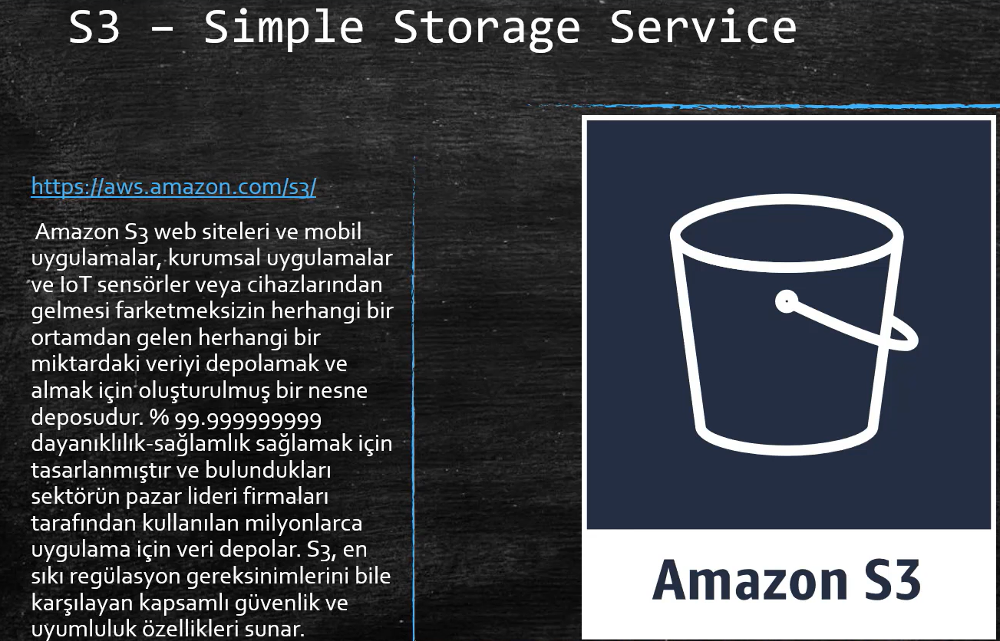 S3 – Simple Storage Service
https://aws.amazon.com/s3/
Amazon S3 web siteleri ve mobil
uygulamalar, kurumsal uygulamalar
ve IoT sensörler veya cihazlarından
gelmesi farketmeksizin herhangi bir
ortamdan gelen herhangi bir
miktardaki veriyi depolamak ve
almak için oluşturulmuş bir nesne
deposudur. % 99.999999999
dayanıklılık-sağlamlık sağlamak için
tasarlanmıştır ve bulundukları
sektörün pazar lideri firmaları
tarafından kullanılan milyonlarca
uygulama için veri depolar. S3, en
sıkı regülasyon gereksinimlerini bile
karşılayan kapsamlı güvenlik ve
uyumluluk özellikleri sunar.
Amazon S3